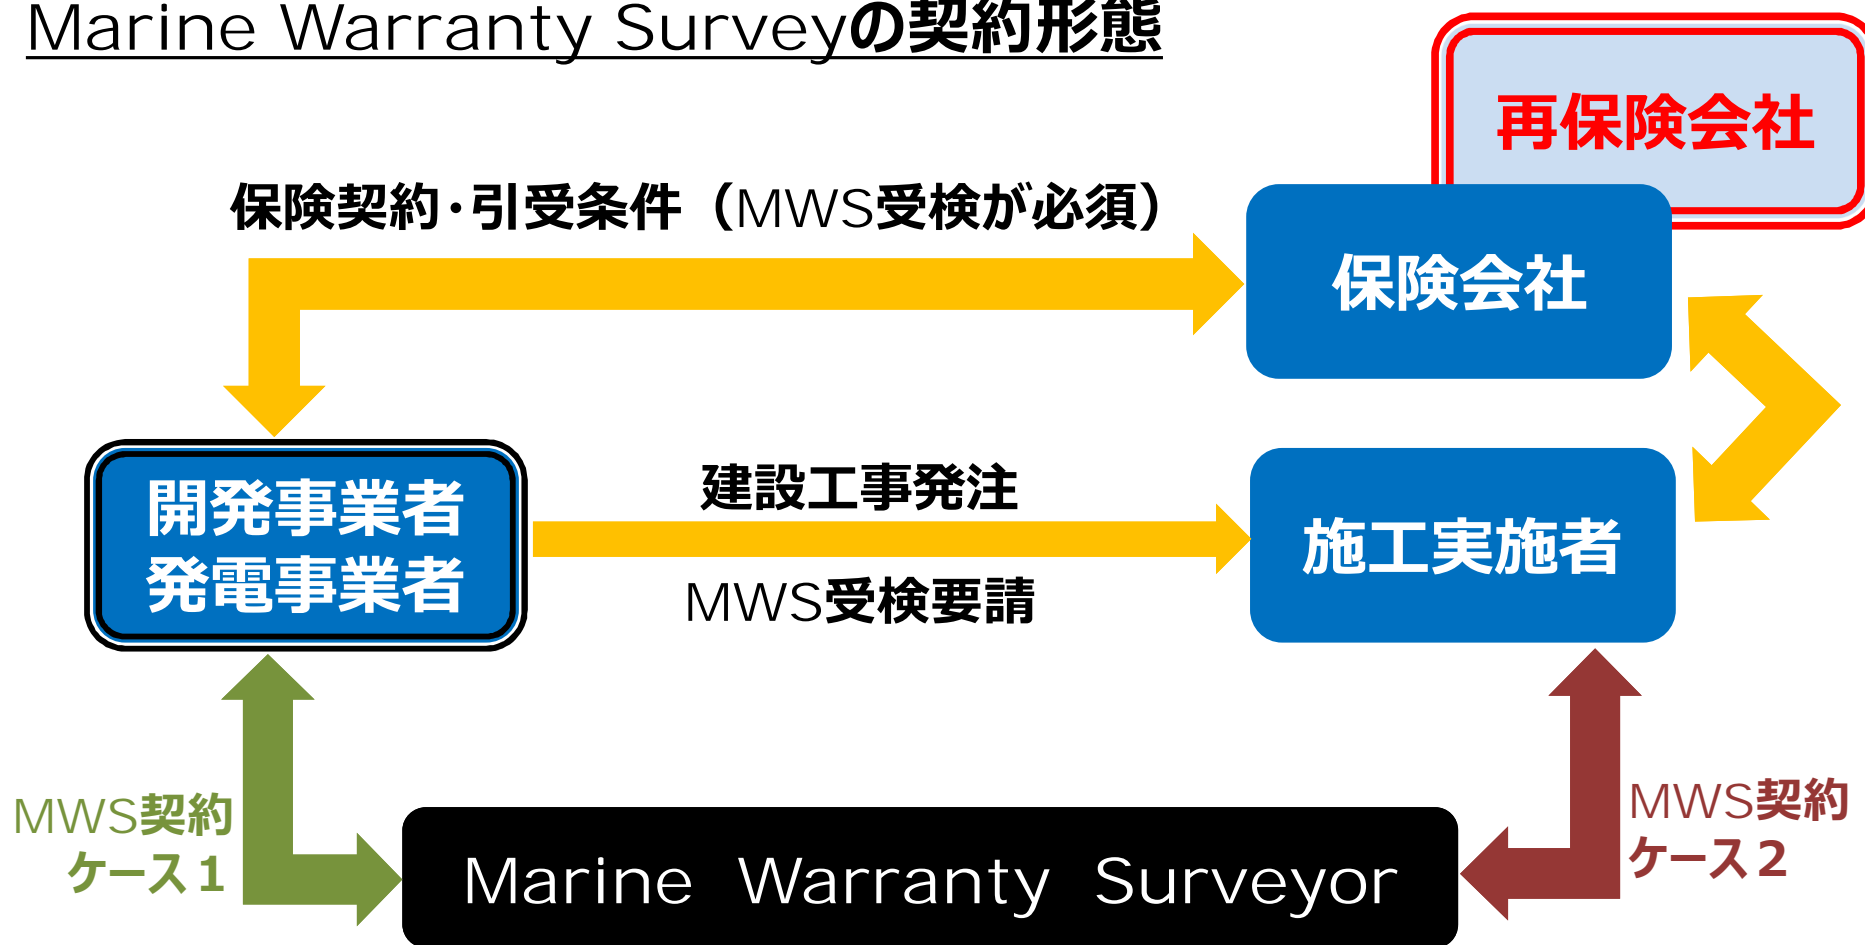 Marine Warranty Surveyの契約形態
再保険会社
保険契約・引受条件（MWS受検が必須）
保険会社
開発事業者
発電事業者
建設工事発注
MWS受検要請
施工実施者
MWS契約
ケース１
MWS契約
ケース２
Marine Warranty Surveyor